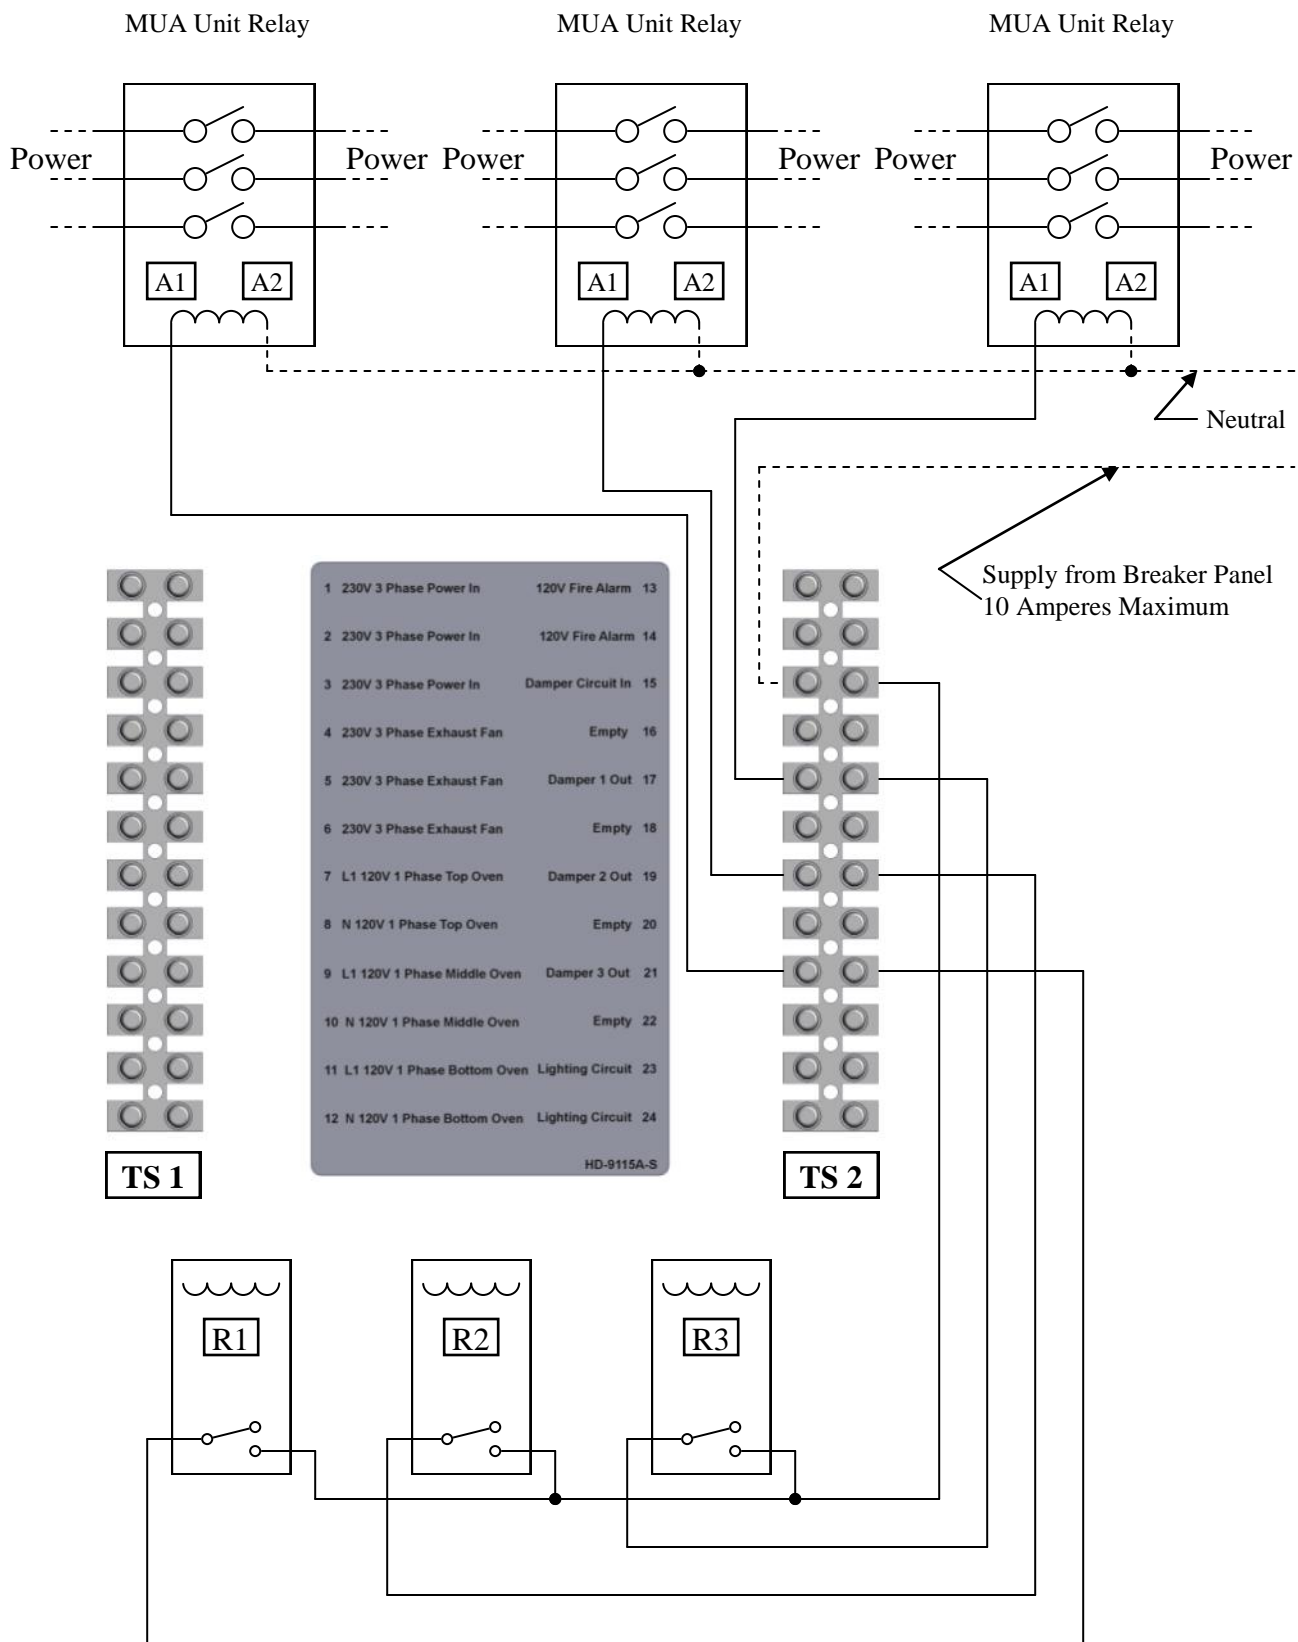 MUA Unit Relay
MUA Unit Relay
MUA Unit Relay
Power
Power
Power
Power
Power
Power
A1
A2
A1
A2
A1
A2
Neutral
Supply from Breaker Panel
10 Amperes Maximum
1 230V 3 Phase Power In
120V Fire Alarm 13
2 230V 3 Phase Power In
120V Fire Alarm 14
3 230V 3 Phase Power In
Damper Circuit In 15
4 230V 3 Phase Exhaust Fan
Empty 16
5 230V 3 Phase Exhaust Fan
Damper 1 Out 17
6 230V 3 Phase Exhaust Fan
Empty 18
7 L1 120V 1 Phase Top Oven
Damper 2 Out 19
8 N 120V 1 Phase Top Oven
Empty 20
9 L1 120V 1 Phase Middle Oven
Damper 3 Out 21
10 N 120V 1 Phase Middle Oven
Empty 22
11 L1 120V 1 Phase Bottom Oven
Lighting Circuit 23
12 N 120V 1 Phase Bottom Oven
Lighting Circuit 24
HD-9115A-S
TS 1
TS 2
R1
R2
R3